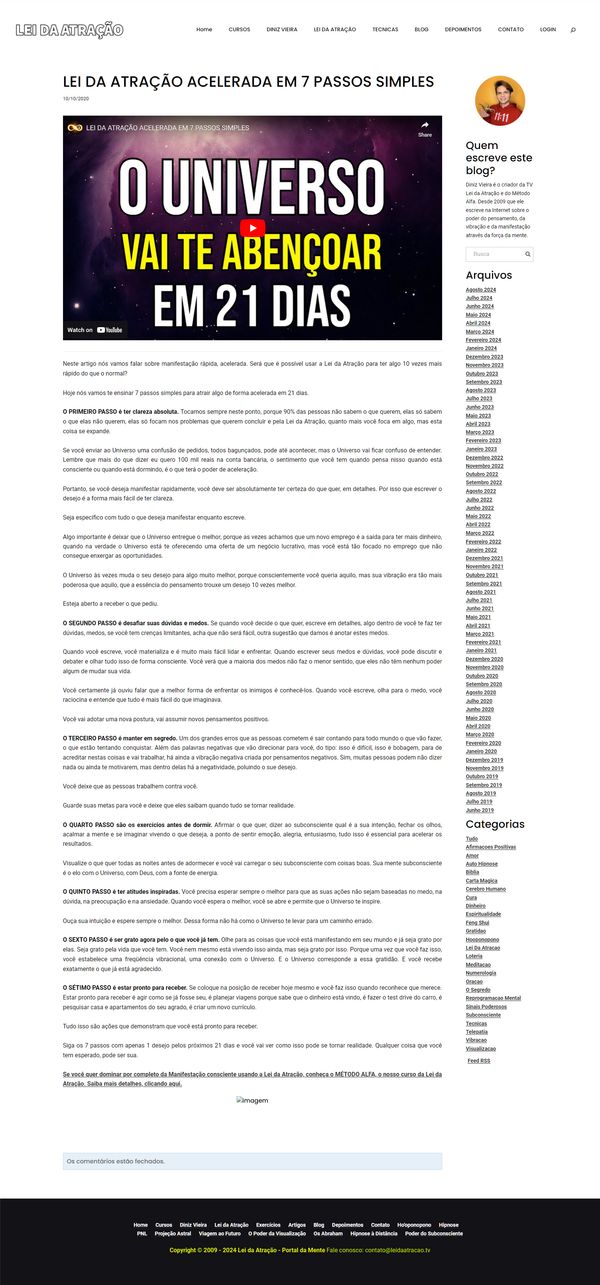 LEI DA ATRAÇÃO
Home CURSOS DINIZ VIEIRA LEI DA ATRAÇÃO TECNICAS BLOG DEPOIMENTOS CONTATO LOGIN
LEI DA ATRAÇÃO ACELERADA EM 7 PASSOS SIMPLES
10/10/2020
LEI DA ATRAÇÃO ACELERADA EM 7 PASSOS SIMPLES
Share
O UNIVERSO
VAI TE ABENÇOAR
EM 21 DIAS
Watch on YouTube
Neste artigo nós vamos falar sobre manifestação rápida, acelerada. Será que é possível usar a Lei da Atração para ter algo 10 vezes mais
rápido do que o normal?
Hoje nós vamos te ensinar 7 passos simples para atrair algo de forma acelerada em 21 dias.
O PRIMEIRO PASSO é ter clareza absoluta. Tocamos sempre neste ponto, porque 90% das pessoas não sabem o que querem, elas só sabem
o que elas não querem, elas só focam nos problemas que querem concluir e pela Lei da Atração, quanto mais você foca em algo, mas esta
coisa se expande.
Se você enviar ao Universo uma confusão de pedidos, todos bagunçados, pode até acontecer, mas o Universo vai ficar confuso de entender.
Lembre que mais do que dizer eu quero 100 mil reais na conta bancária, o sentimento que você tem quando pensa nisso quando está
consciente ou quando está dormindo, é o que terá o poder de aceleração.
Portanto, se você deseja manifestar rapidamente, você deve ser absolutamente ter certeza do que quer, em detalhes. Por isso que escrever o
desejo é a forma mais fácil de ter clareza.
Seja específico com tudo o que deseja manifestar enquanto escreve.
Algo importante é deixar que o Universo entregue o melhor, porque as vezes achamos que um novo emprego é a saída para ter mais dinheiro,
quando na verdade o Universo está te oferecendo uma oferta de um negócio lucrativo, mas você está tão focado no emprego que não
consegue enxergar as oportunidades.
O Universo às vezes muda o seu desejo para algo muito melhor, porque conscientemente você queria aquilo, mas sua vibração era tão mais
poderosa que aquilo, que a essência do pensamento trouxe um desejo 10 vezes melhor.
Esteja aberto a receber o que pediu.
O SEGUNDO PASSO é desafiar suas dúvidas e medos. Se quando você decide o que quer, escreve em detalhes, algo dentro de você te faz ter
dúvidas, medos, se você tem crenças limitantes, acha que não será fácil, outra sugestão que damos é anotar estes medos.
Quando você escreve, você materializa e é muito mais fácil lidar e enfrentar. Quando escrever seus medos e dúvidas, você pode discutir e
debater e olhar tudo isso de forma consciente. Você verá que a maioria dos medos não faz o menor sentido, que eles não têm nenhum poder
algum de mudar sua vida.
Você certamente já ouviu falar que a melhor forma de enfrentar os inimigos é conhecê-los. Quando você escreve, olha para o medo, você
raciocina e entende que tudo é mais fácil do que imaginava.
Você vai adotar uma nova postura, vai assumir novos pensamentos positivos.
O TERCEIRO PASSO é manter em segredo. Um dos grandes erros que as pessoas cometem é sair contando para todo mundo o que vão fazer,
o que estão tentando conquistar. Além das palavras negativas que vão direcionar para você, do tipo: isso é difícil, isso é bobagem, para de
acreditar nestas coisas e vai trabalhar, há ainda a vibração negativa criada por pensamentos negativos. Sim, muitas pessoas podem não dizer
nada ou ainda te motivarem, mas dentro delas há a negatividade, poluindo o seu desejo.
Você deixe que as pessoas trabalhem contra você.
Guarde suas metas para você e deixe que eles saibam quando tudo se tornar realidade.
O QUARTO PASSO são os exercícios antes de dormir. Afirmar o que quer, dizer ao subconsciente qual é a sua intenção, fechar os olhos,
acalmar a mente e se imaginar vivendo o que deseja, a ponto de sentir emoção, alegria, entusiasmo, tudo isso é essencial para acelerar os
resultados.
Visualize o que quer todas as noites antes de adormecer e você vai carregar o seu subconsciente com coisas boas. Sua mente subconsciente
é o elo com o Universo, com Deus, com a fonte de energia.
O QUINTO PASSO é ter atitudes inspiradas. Você precisa esperar sempre o melhor para que as suas ações não sejam baseadas no medo, na
dúvida, na preocupação e na ansiedade. Quando você espera o melhor, você se abre e permite que o Universo te inspire.
Ouça sua intuição e espere sempre o melhor. Dessa forma não há como o Universo te levar para um caminho errado.
O SEXTO PASSO é ser grato agora pelo o que você já tem. Olhe para as coisas que você está manifestando em seu mundo e já seja grato por
elas. Seja grato pela vida que você tem. Você nem mesmo está vivendo isso ainda, mas seja grato por isso. Porque uma vez que você faz isso,
você estabelece uma freqüência vibracional, uma conexão com o Universo. E o Universo corresponde a essa gratidão. E você recebe
exatamente o que já está agradecido.
O SÉTIMO PASSO é estar pronto para receber. Se coloque na posição de receber hoje mesmo e você faz isso quando reconhece que merece.
Estar pronto para receber é agir como se já fosse seu, é planejar viagens porque sabe que o dinheiro está vindo, é fazer o test drive do carro, é
pesquisar casa e apartamentos do seu agrado, é criar um novo currículo.
Tudo isso são ações que demonstram que você está pronto para receber.
Siga os 7 passos com apenas 1 desejo pelos próximos 21 dias e você vai ver como isso pode se tornar realidade. Qualquer coisa que você
tem esperado, pode ser sua.
Se você quer dominar por completo da Manifestação consciente usando a Lei da Atração, conheça o MÉTODO ALFA, o nosso curso da Lei da
Atração. Saiba mais detalhes, clicando aqui.
Imagem
Os comentários estão fechados.
11:11
Quem
escreve este
blog?
Diniz Vieira é o criador da TV
Lei da Atração e do Método
Alfa. Desde 2009 que ele
escreve na Internet sobre o
poder do pensamento, da
vibração e da manifestação
através da força da mente.
Busca
Arquivos
Agosto 2024
Julho 2024
Junho 2024
Maio 2024
Abril 2024
Março 2024
Fevereiro 2024
Janeiro 2024
Dezembro 2023
Novembro 2023
Outubro 2023
Setembro 2023
Agosto 2023
Julho 2023
Junho 2023
Maio 2023
Abril 2023
Março 2023
Fevereiro 2023
Janeiro 2023
Dezembro 2022
Novembro 2022
Outubro 2022
Setembro 2022
Agosto 2022
Julho 2022
Junho 2022
Maio 2022
Abril 2022
Março 2022
Fevereiro 2022
Janeiro 2022
Dezembro 2021
Novembro 2021
Outubro 2021
Setembro 2021
Agosto 2021
Julho 2021
Junho 2021
Maio 2021
Abril 2021
Março 2021
Fevereiro 2021
Janeiro 2021
Dezembro 2020
Novembro 2020
Outubro 2020
Setembro 2020
Agosto 2020
Julho 2020
Junho 2020
Maio 2020
Abril 2020
Março 2020
Fevereiro 2020
Janeiro 2020
Dezembro 2019
Novembro 2019
Outubro 2019
Setembro 2019
Agosto 2019
Julho 2019
Junho 2019
Categorias
Tudo
Afirmacoes Positivas
Amor
Auto Hipnose
Biblia
Carta Magica
Cerebro Humano
Cura
Dinheiro
Espiritualidade
Feng Shui
Gratidao
Hooponopono
Lei Da Atracao
Loteria
Meditacao
Numerologia
Oracao
O Segredo
Reprogramacao Mental
Sinais Poderosos
Subconsciente
Tecnicas
Telepatia
Vibracao
Visualizacao
Feed RSS
Home Cursos Diniz Vieira Lei da Atração Exercícios Artigos Blog Depoimentos Contato Ho'oponopono Hipnose
PNL Projeção Astral Viagem ao Futuro O Poder da Visualização Os Abraham Hipnose à Distância Poder do Subconsciente
Copyright © 2009 - 2024 Lei da Atração - Portal da Mente Fale conosco: contato@leidaatracao.tv